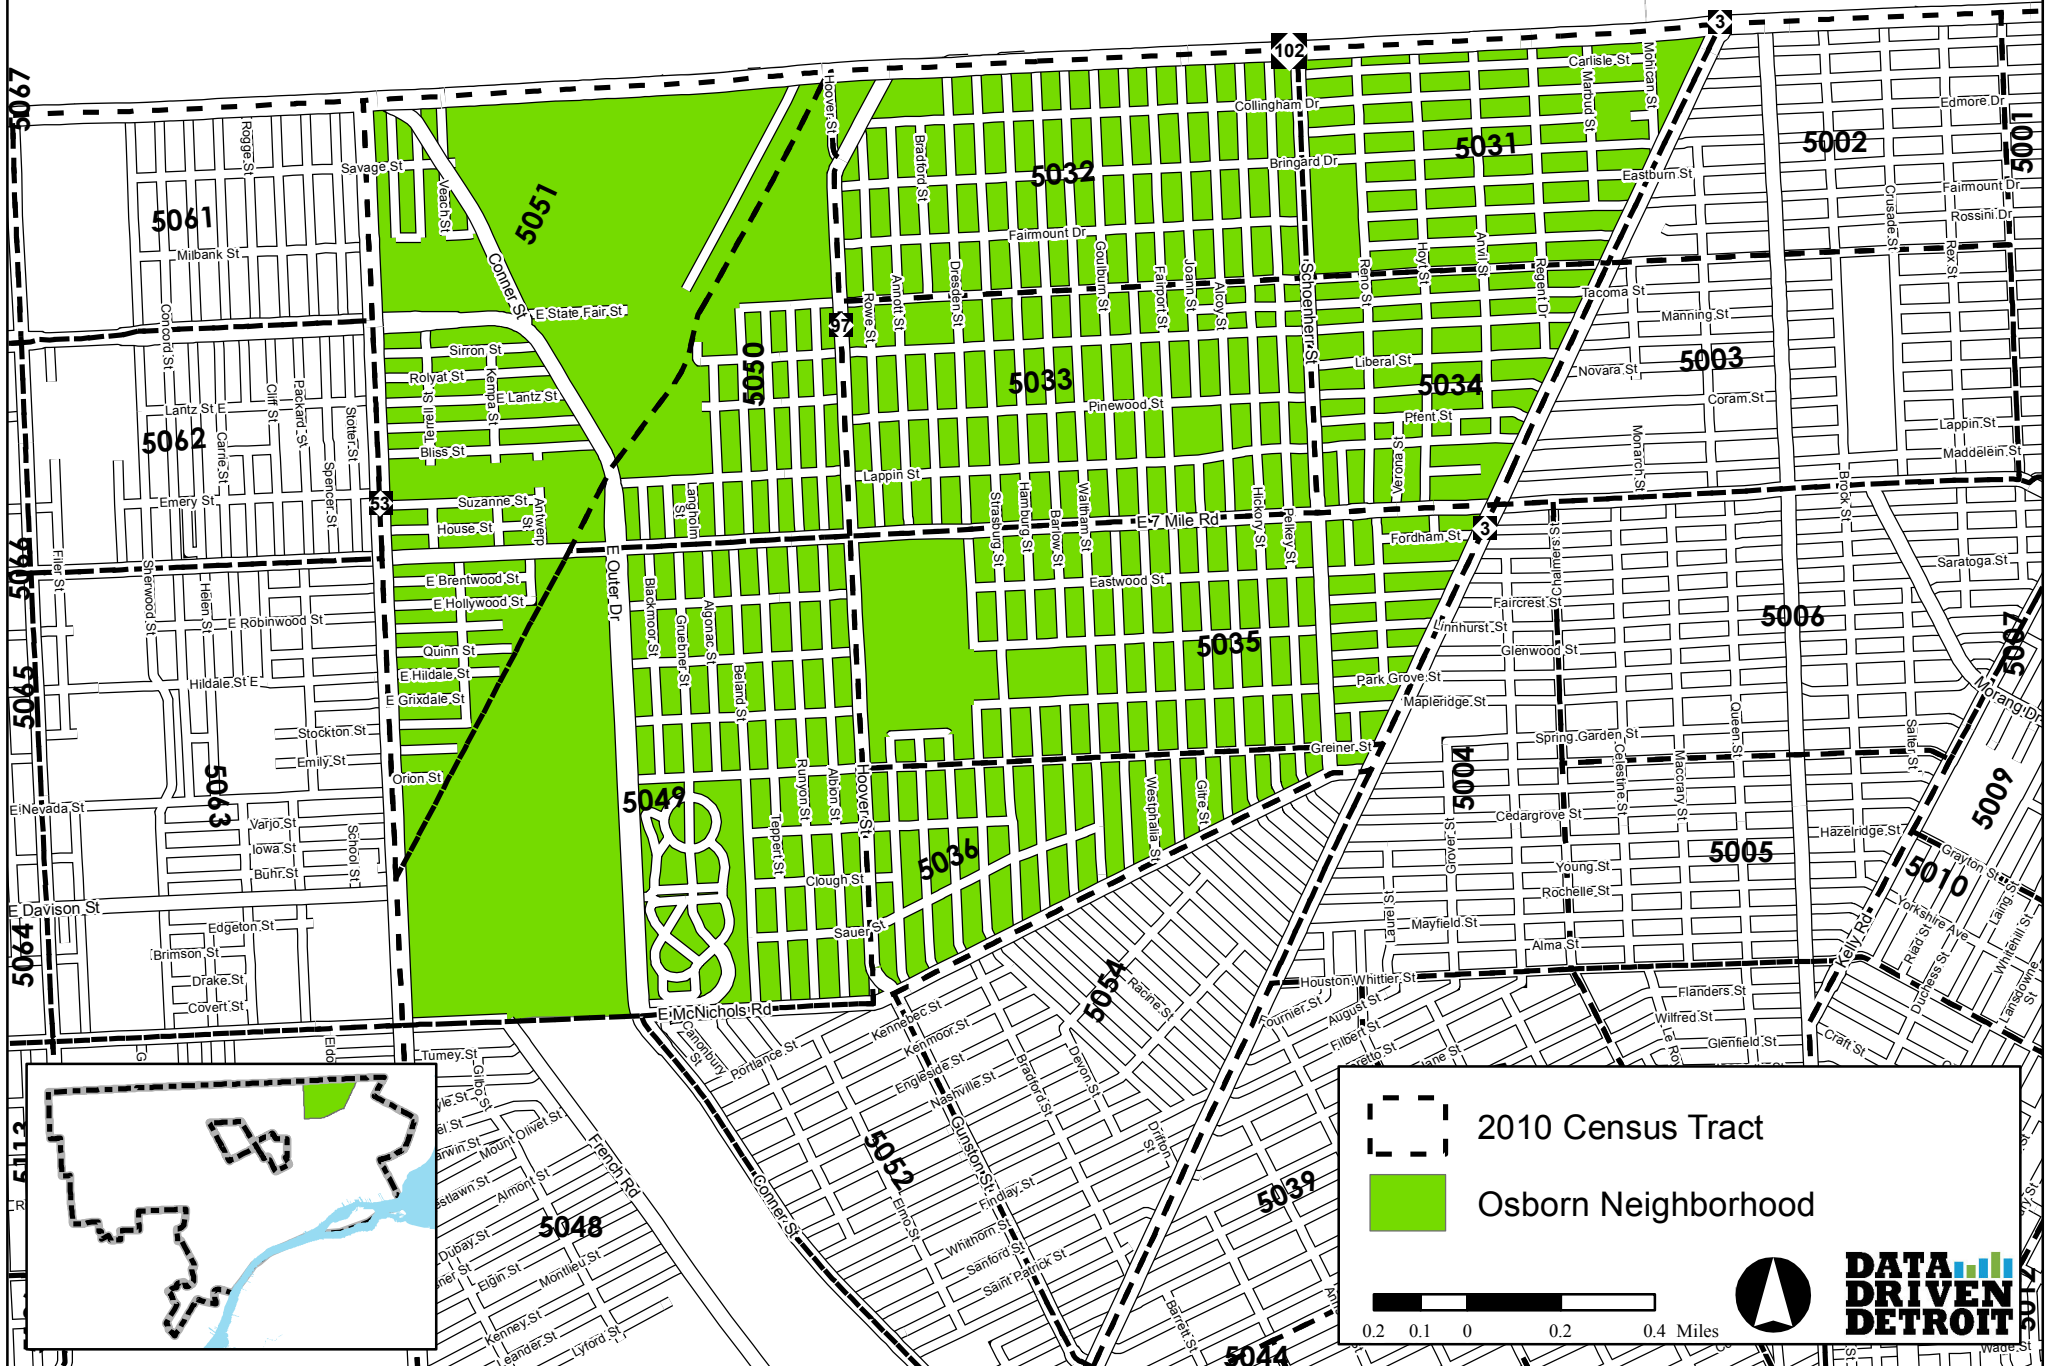 3
102
5067
Hoover St
Carlisle St
Mohican St
Marbud St
Edmore Dr
Collingham Dr
Rogge St
Savage St
Veach St
5051
Bradford St
5032
Bringard Dr
5031
Eastburn St
5002
5001
Fairmount Dr
Crusade St
Rossini Dr
Rex St
5061
Milbank St
Conner St
Fairmount Dr
Goulburn St
Fairport St
Joann St
Alcoy St
Schoenherr St
Reno St
Hoyt St
Anvil St
Regent Dr
Tacoma St
Manning St
Concord St
E State Fair St
97
Rowe St
Annott St
Dresden St
Sirron St
Rolyat St
Kempa St
E Lantz St
Terrell St
Bliss St
5050
5033
Pinewood St
Liberal St
5034
Pfent St
Novara St
5003
Coram St
Lantz St E
Cliff St
Packard St
Stotter St
5062
Carrie St
Spencer St
Emery St
53
Suzanne St
House St
Antwerp St
Langholm St
Lappin St
Strasburg St
Hamburg St
Barlow St
Waltham St
E 7 Mile Rd
Hickory St
Pelkey St
Verona St
Monarch St
Lappin St
Maddelein St
Brock St
3
Fordham St
Chalmers St
Saratoga St
5066
Filer St
Sherwood St
Helen St
E Robinwood St
E Brentwood St
E Hollywood St
E Outer Dr
Blackmoor St
Gruebner St
Algonac St
Beland St
Eastwood St
5035
Faircrest St
Linnhurst St
Glenwood St
5006
5007
Quinn St
E Hildale St
E Grixdale St
Hildale St E
5065
Park Grove St
Mapleridge St
Morang Dr
Stockton St
Emily St
Orion St
Greiner St
Spring Garden St
Queen St
Salter St
Celestine St
Maccrary St
5004
5009
E Nevada St
5063
Varjo St
Iowa St
Buhr St
School St
5049
Runyon St
Albion St
Teppert St
Hoover St
Westphalia St
Giltre St
Cedargrove St
Grover St
Hazelridge St
5036
Clough St
Sauer St
Young St
Rochelle St
5005
Grayton St
5010
Laing St
E Davison St
Edgeton St
5064
Brimson St
Drake St
Covert St
Laurel St
Mayfield St
Alma St
Kelly Rd
Yorkshire Ave
Riad St
Whitehill St
Duchess St
Lansdowne St
5054
Racine St
Houston Whittier St
Flanders St
E McNichols Rd
Canonbury St
Portlance St
Kennebec St
Kenmoor St
Engleside St
Nashville St
Bradford St
Devon St
August St
Filbert St
Wilfred St
Glenfield St
Craft St
Tumey St
Gilbo St
Mount Olivet St
French Rd
Almont St
5048
Dubay St
Elgin St
Montlieu St
Kenney St
Lyford St
Conner St
5052
Gunston St
Elmo St
Findlay St
Whithorn St
Sanford St
Saint Patrick St
Drifton St
5039
Barrett St
5044
5113
2010 Census Tract
Osborn Neighborhood
0.2 0.1 0 0.2 0.4 Miles
DATA
DRIVEN
DETROIT